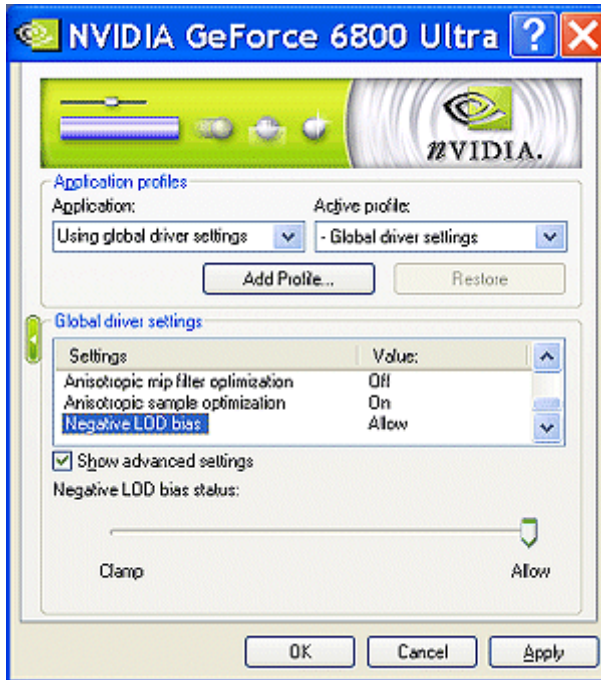 NVIDIA GeForce 6800 Ultra
nVIDIA.
Application profiles
Application: Active profile:
Using global driver settings - Global driver settings
Add Profile... Restore
Global driver settings
Settings Value:
Anisotropic mip filter optimization Off
Anisotropic sample optimization On
Negative LOD bias Allow
Show advanced settings
Negative LOD bias status:
Clamp Allow
OK Cancel Apply